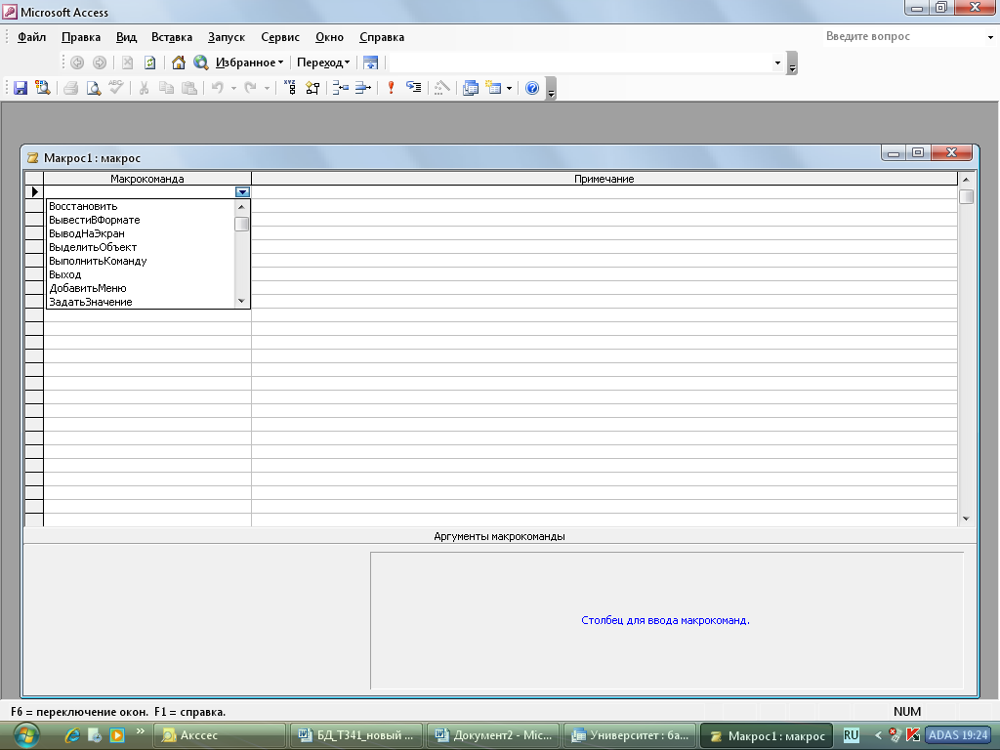 Microsoft Access
Файл Правка Вид Вставка Запуск Сервис Окно Справка Введите вопрос
Избранное Переход
Макрос1 : макрос
Макрокоманда Примечание
Восстановить
ВывестиВФормате
ВыводНаЭкран
ВыделитьОбъект
ВыполнитьКоманду
Выход
ДобавитьМеню
ЗадатьЗначение
Аргументы макрокоманды
Столбец для ввода макрокоманд.
F6 = переключение окон. F1 = справка. NUM
Акссес БД_Т341_новый ... Документ2 - Mic... Университет : ба... Макрос1 : макрос RU ADAS 19:24